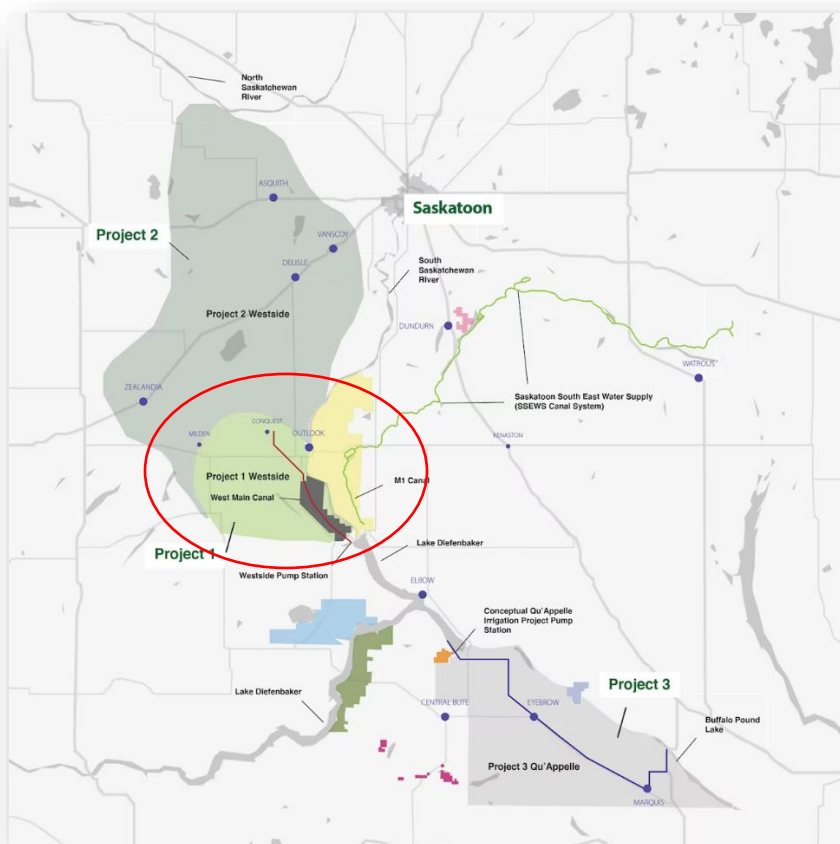 North
Saskatchewan
River
ASQUITH
Saskatoon
Project 2
VANSCOY
DELISLE
South
Saskatchewan
River
Project 2 Westside
DUNDURN
WATROUS
ZEALANDIA
Saskatoon South East Water Supply
(SSEWS Canal System)
CONQUEST
MILDEN
OUTLOOK
KENASTON
Project 1 Westside
M1 Canal
West Main Canal
Lake Diefenbaker
Project 1
Westside Pump Station
ELBOW
Conceptual Qu'Appelle
Irrigation Project Pump
Station
Project 3
Lake Diefenbaker
CENTRAL BUTE
EYEBROW
Buffalo Pound
Lake
Project 3 Qu'Appelle
MARQUIS